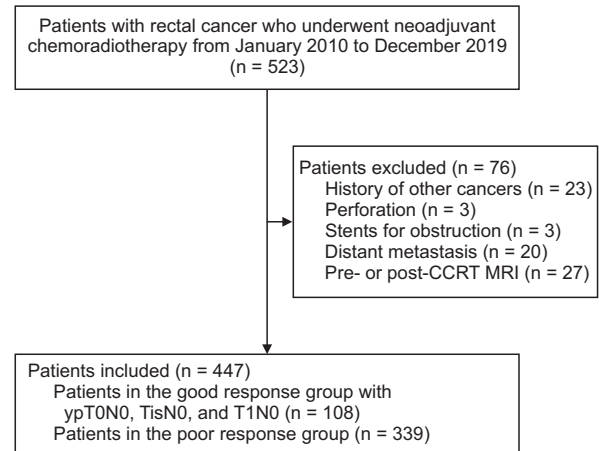 Patients with rectal cancer who underwent neoadjuvant
chemoradiotherapy from January 2010 to December 2019
(n = 523)
Patients excluded (n = 76)
History of other cancers (n = 23)
Perforation (n = 3)
Stents for obstruction (n = 3)
Distant metastasis (n = 20)
Pre- or post-CCRT MRI (n = 27)
Patients included (n = 447)
Patients in the good response group with
ypT0N0, TisN0, and T1N0 (n = 108)
Patients in the poor response group (n = 339)